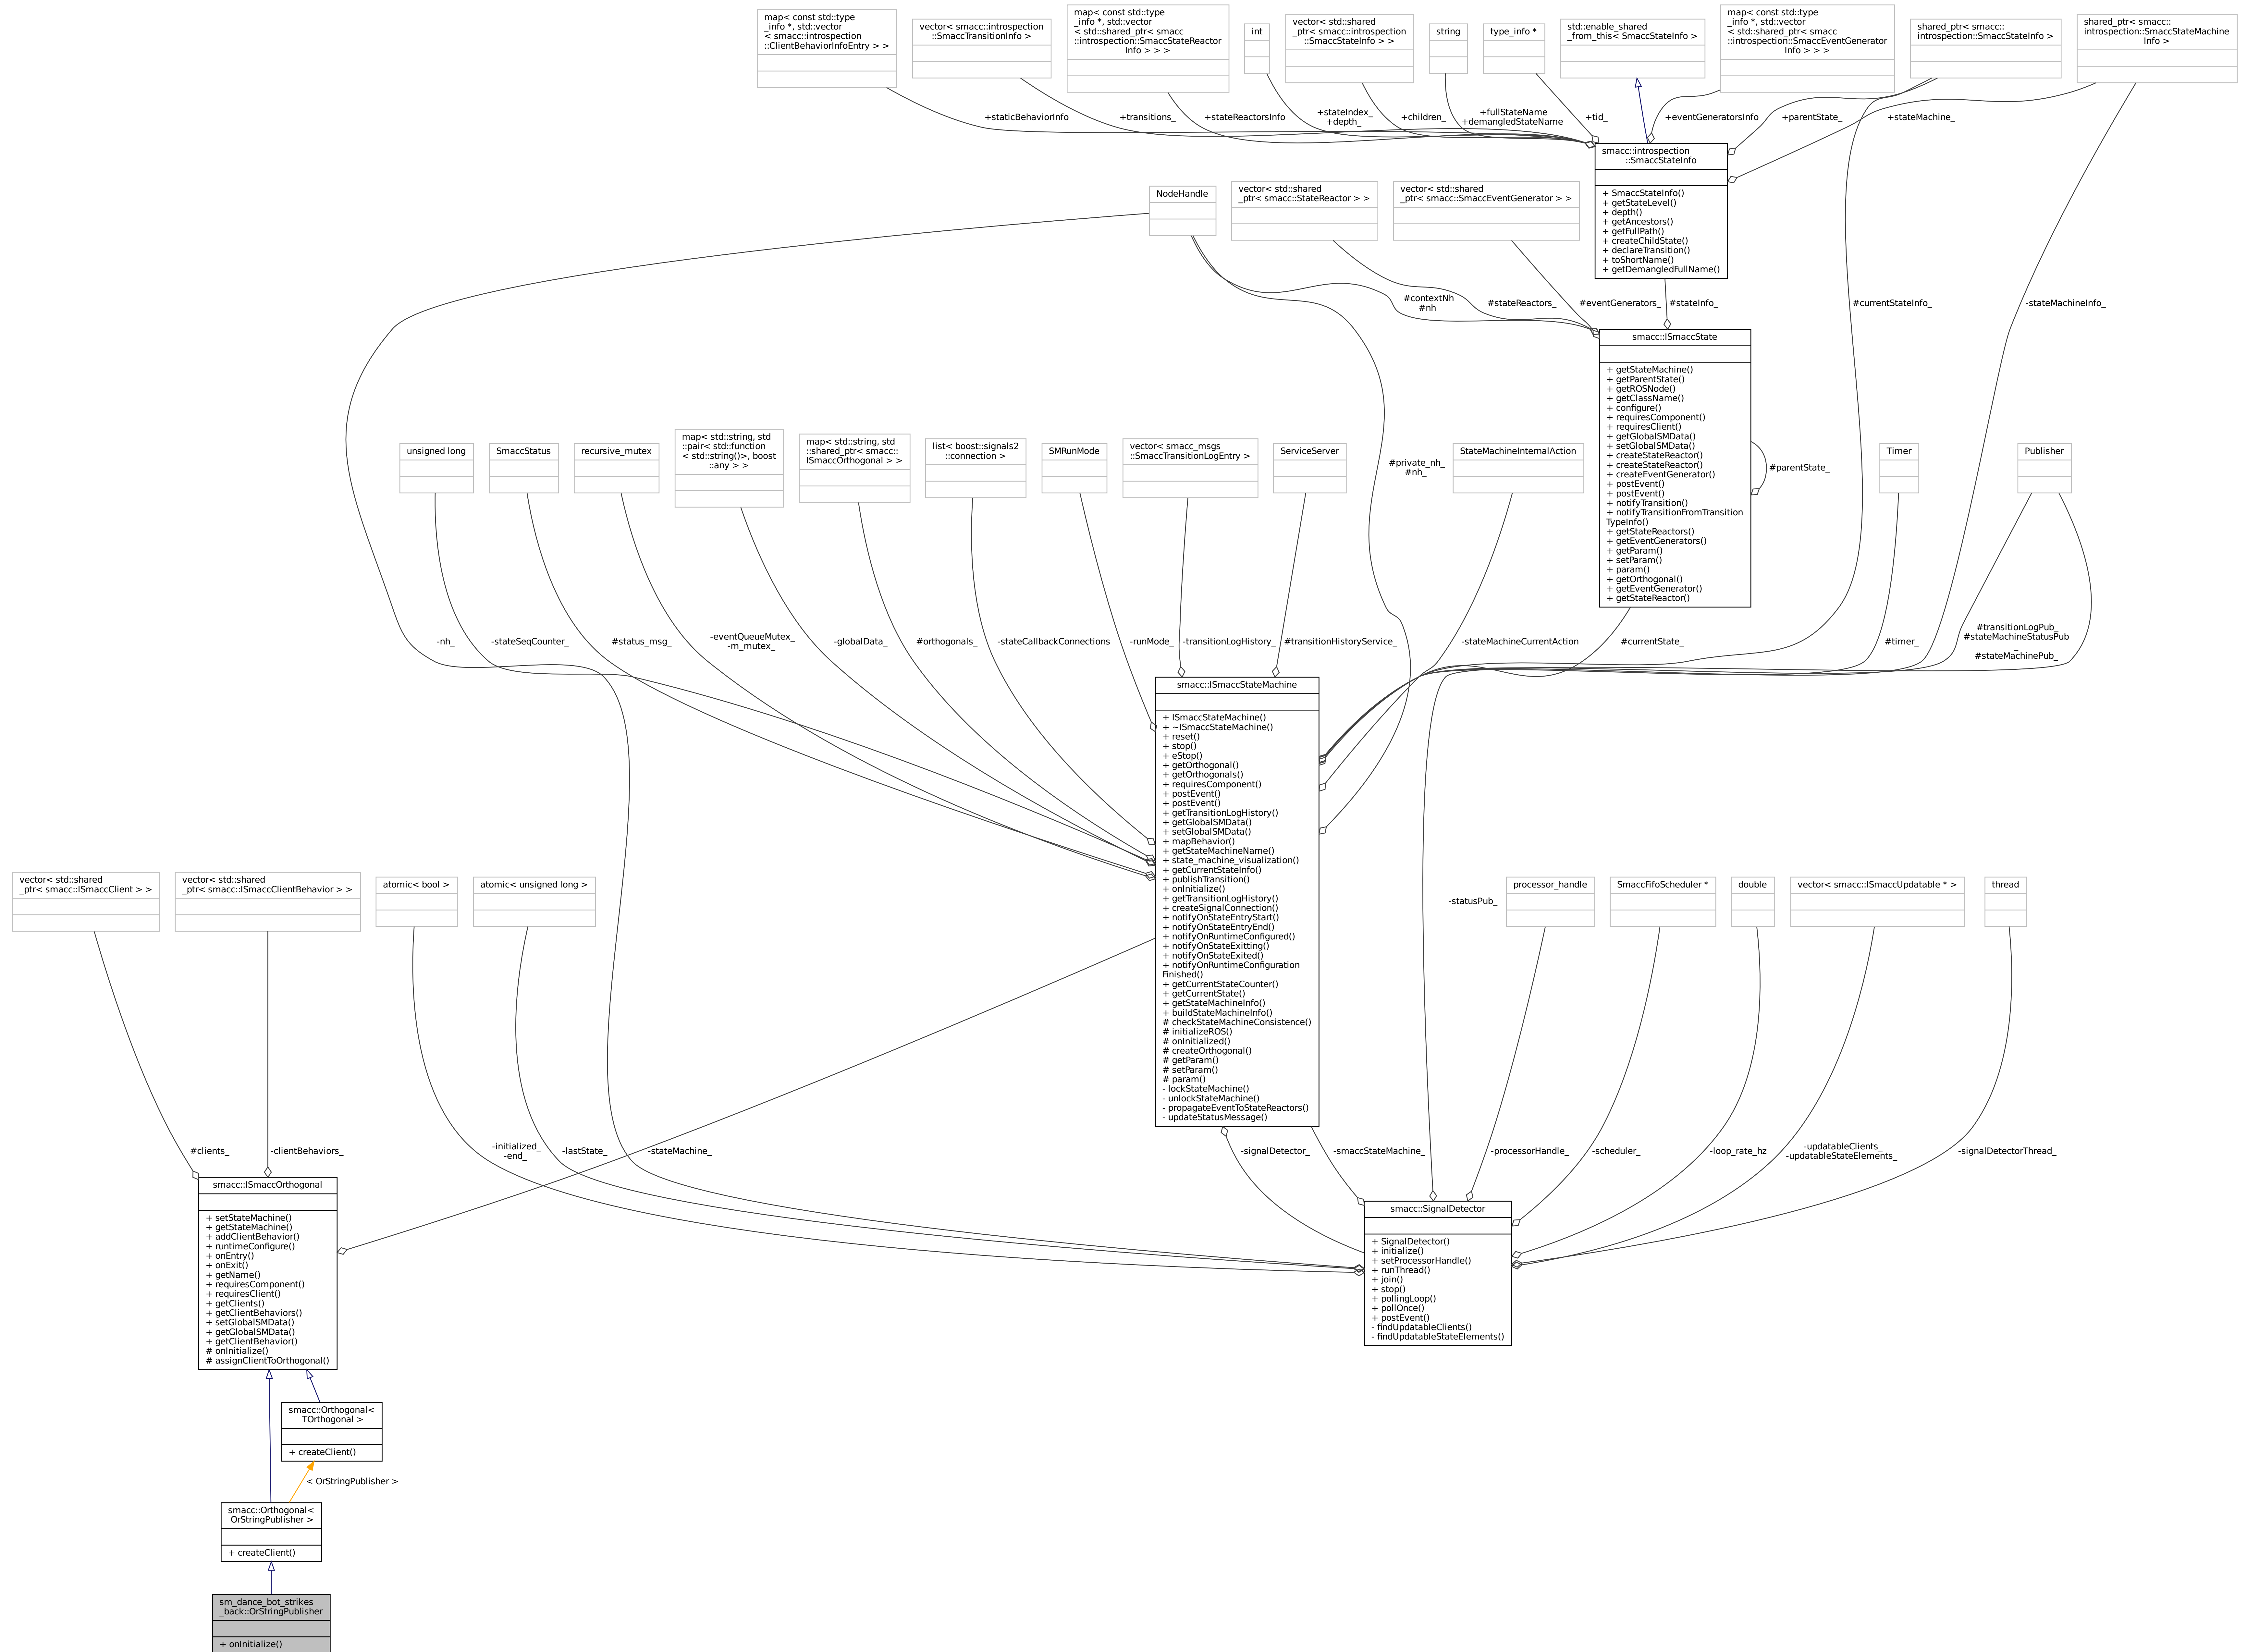 map< const std::type
_info *, std::vector
< smacc::introspection
::ClientBehaviorInfoEntry > >
vector< smacc::introspection
::SmaccTransitionInfo >
map< const std::type
_info *, std::vector
< std::shared_ptr< smacc
::introspection::SmaccStateReactor
Info > > >
int
vector< std::shared
_ptr< smacc::introspection
::SmaccStateInfo > >
string
type_info *
std::enable_shared
_from_this< SmaccStateInfo >
map< const std::type
_info *, std::vector
< std::shared_ptr< smacc
::introspection::SmaccEventGenerator
Info > > >
shared_ptr< smacc::
introspection::SmaccStateInfo >
shared_ptr< smacc::
introspection::SmaccStateMachine
Info >
+staticBehaviorInfo
+transitions_
+stateReactorsInfo
+stateIndex_
+depth_
+children_
+fullStateName
+demangledStateName
+tid_
+eventGeneratorsInfo
+parentState_
+stateMachine_
smacc::introspection
::SmaccStateInfo
+ SmaccStateInfo()
+ getStateLevel()
+ depth()
+ getAncestors()
+ getFullPath()
+ createChildState()
+ declareTransition()
+ toShortName()
+ getDemangledFullName()
NodeHandle
vector< std::shared
_ptr< smacc::StateReactor > >
vector< std::shared
_ptr< smacc::SmaccEventGenerator > >
#contextNh
#nh
#stateReactors_
#eventGenerators_
#stateInfo_
#currentStateInfo_
-stateMachineInfo_
smacc::ISmaccState
+ getStateMachine()
+ getParentState()
+ getROSNode()
+ getClassName()
+ configure()
+ requiresComponent()
+ requiresClient()
+ getGlobalSMData()
+ setGlobalSMData()
+ createStateReactor()
+ createStateReactor()
+ createEventGenerator()
+ postEvent()
+ postEvent()
+ notifyTransition()
+ notifyTransitionFromTransition
TypeInfo()
+ getStateReactors()
+ getEventGenerators()
+ getParam()
+ setParam()
+ param()
+ getOrthogonal()
+ getEventGenerator()
+ getStateReactor()
#parentState_
unsigned long
SmaccStatus
recursive_mutex
map< std::string, std
::pair< std::function
< std::string()>, boost
::any > >
map< std::string, std
::shared_ptr< smacc::
ISmaccOrthogonal > >
list< boost::signals2
::connection >
SMRunMode
vector< smacc_msgs
::SmaccTransitionLogEntry >
ServiceServer
#private_nh_
#nh_
StateMachineInternalAction
Timer
Publisher
-nh_
-stateSeqCounter_
#status_msg_
-eventQueueMutex_
-m_mutex_
-globalData_
#orthogonals_
-stateCallbackConnections
-runMode_
-transitionLogHistory_
#transitionHistoryService_
-stateMachineCurrentAction
#currentState_
#timer_
#transitionLogPub_
#stateMachineStatusPub
_
#stateMachinePub_
smacc::ISmaccStateMachine
+ ISmaccStateMachine()
+ ~ISmaccStateMachine()
+ reset()
+ stop()
+ eStop()
+ getOrthogonal()
+ getOrthogonals()
+ requiresComponent()
+ postEvent()
+ postEvent()
+ getTransitionLogHistory()
+ getGlobalSMData()
+ setGlobalSMData()
+ mapBehavior()
+ getStateMachineName()
+ state_machine_visualization()
+ getCurrentStateInfo()
+ publishTransition()
+ onInitialize()
+ getTransitionLogHistory()
+ createSignalConnection()
+ notifyOnStateEntryStart()
+ notifyOnStateEntryEnd()
+ notifyOnRuntimeConfigured()
+ notifyOnStateExitting()
+ notifyOnStateExited()
+ notifyOnRuntimeConfiguration
Finished()
+ getCurrentStateCounter()
+ getCurrentState()
+ getStateMachineInfo()
+ buildStateMachineInfo()
# checkStateMachineConsistence()
# initializeROS()
# onInitialized()
# createOrthogonal()
# getParam()
# setParam()
# param()
- lockStateMachine()
- unlockStateMachine()
- propagateEventToStateReactors()
- updateStatusMessage()
vector< std::shared
_ptr< smacc::ISmaccClient > >
vector< std::shared
_ptr< smacc::ISmaccClientBehavior > >
atomic< bool >
atomic< unsigned long >
-statusPub_
processor_handle
SmaccFifoScheduler *
double
vector< smacc::ISmaccUpdatable * >
thread
#clients_
-clientBehaviors_
-initialized_
-end_
-lastState_
-stateMachine_
-signalDetector_
-smaccStateMachine_
-processorHandle_
-scheduler_
-loop_rate_hz
-updatableClients_
-updatableStateElements_
-signalDetectorThread_
smacc::ISmaccOrthogonal
+ setStateMachine()
+ getStateMachine()
+ addClientBehavior()
+ runtimeConfigure()
+ onEntry()
+ onExit()
+ getName()
+ requiresComponent()
+ requiresClient()
+ getClients()
+ getClientBehaviors()
+ setGlobalSMData()
+ getGlobalSMData()
+ getClientBehavior()
# onInitialize()
# assignClientToOrthogonal()
smacc::SignalDetector
+ SignalDetector()
+ initialize()
+ setProcessorHandle()
+ runThread()
+ join()
+ stop()
+ pollingLoop()
+ pollOnce()
+ postEvent()
- findUpdatableClients()
- findUpdatableStateElements()
smacc::Orthogonal<
TOrthogonal >
+ createClient()
< OrStringPublisher >
smacc::Orthogonal<
OrStringPublisher >
+ createClient()
sm_dance_bot_strikes
_back::OrStringPublisher
+ onInitialize()